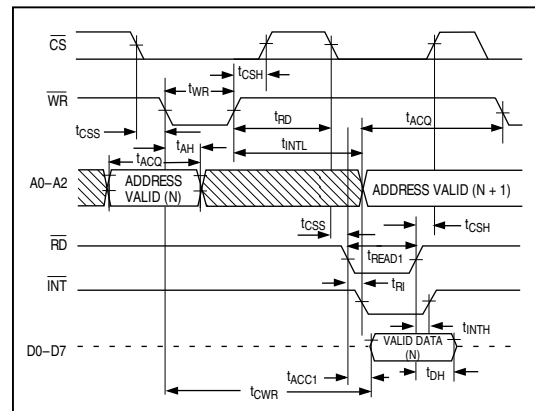 CS
tCSH
tWR
WR
tCSS
tRD
tACQ
tAH
tINTL
tACQ
A0–A2
ADDRESS
VALID (N)
ADDRESS VALID (N + 1)
tCSS
tCSH
RD
tREAD1
INT
tRI
tINTH
D0–D7
VALID DATA
(N)
tACC1
tDH
tCWR